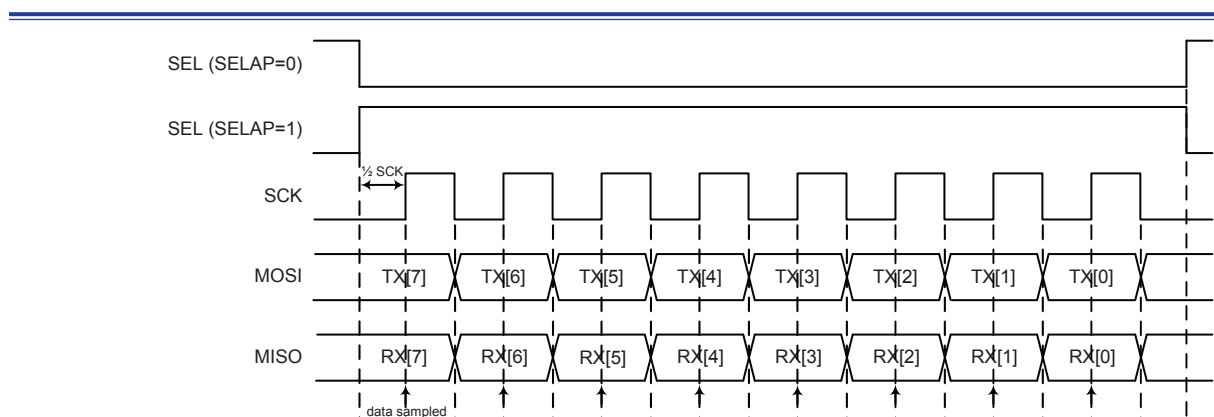 SEL (SELAP=0)
SEL (SELAP=1)
½ SCK
SCK
MOSI TX[7] TX[6] TX[5] TX[4] TX[3] TX[2] TX[1] TX[0]
MISO RX[7] RX[6] RX[5] RX[4] RX[3] RX[2] RX[1] RX[0]
data sampled